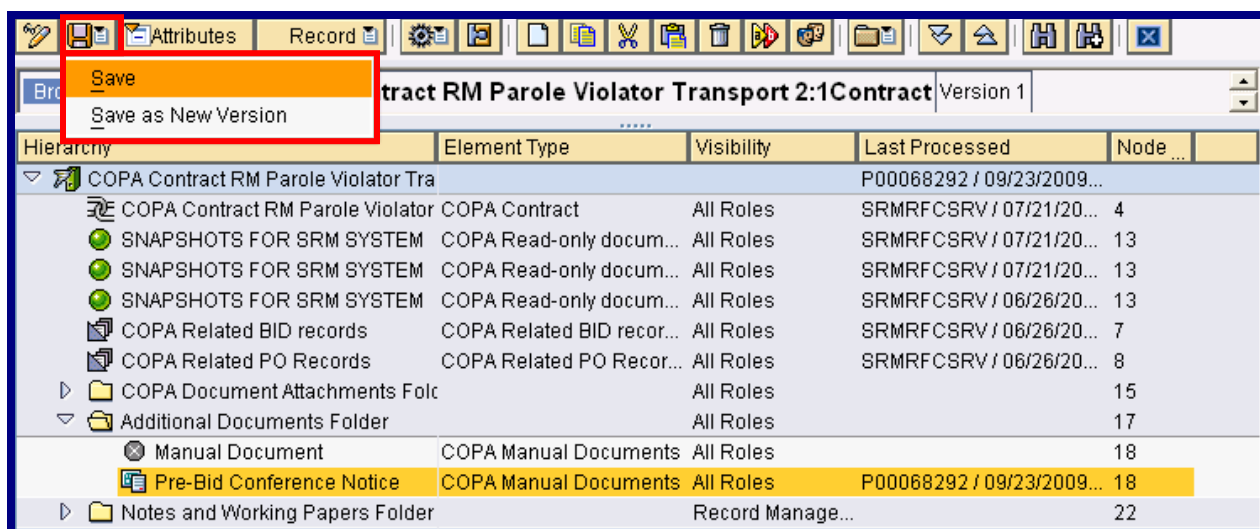 Attributes Record
Save
Save as New Version
tract RM Parole Violator Transport 2:1Contract Version 1
Hierarchy Element Type Visibility Last Processed Node ...
COPA Contract RM Parole Violator Tra P00068292 / 09/23/2009...
COPA Contract RM Parole Violator COPA Contract All Roles SRMRFCSRV / 07/21/20... 4
SNAPSHOTS FOR SRM SYSTEM COPA Read-only docum... All Roles SRMRFCSRV / 07/21/20... 13
SNAPSHOTS FOR SRM SYSTEM COPA Read-only docum... All Roles SRMRFCSRV / 07/21/20... 13
SNAPSHOTS FOR SRM SYSTEM COPA Read-only docum... All Roles SRMRFCSRV / 06/26/20... 13
COPA Related BID records COPA Related BID recor... All Roles SRMRFCSRV / 06/26/20... 7
COPA Related PO Records COPA Related PO Recor... All Roles SRMRFCSRV / 06/26/20... 8
COPA Document Attachments Fold All Roles 15
Additional Documents Folder All Roles 17
Manual Document COPA Manual Documents All Roles 18
Pre-Bid Conference Notice COPA Manual Documents All Roles P00068292 / 09/23/2009... 18
Notes and Working Papers Folder Record Manage... 22